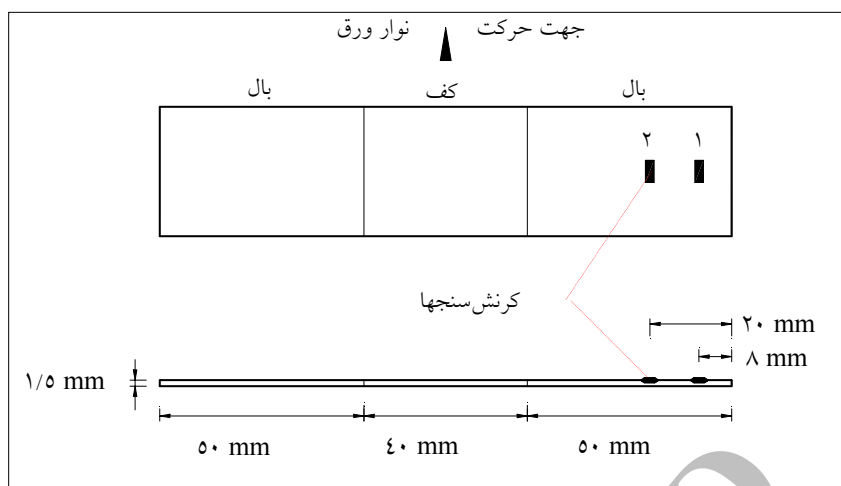 جهت حرکت نوار ورق
بال کف بال
۲ ۱
کرنش‌سنجها
۲۰ mm
۸ mm
۱/۵ mm
۵۰ mm ۴۰ mm ۵۰ mm